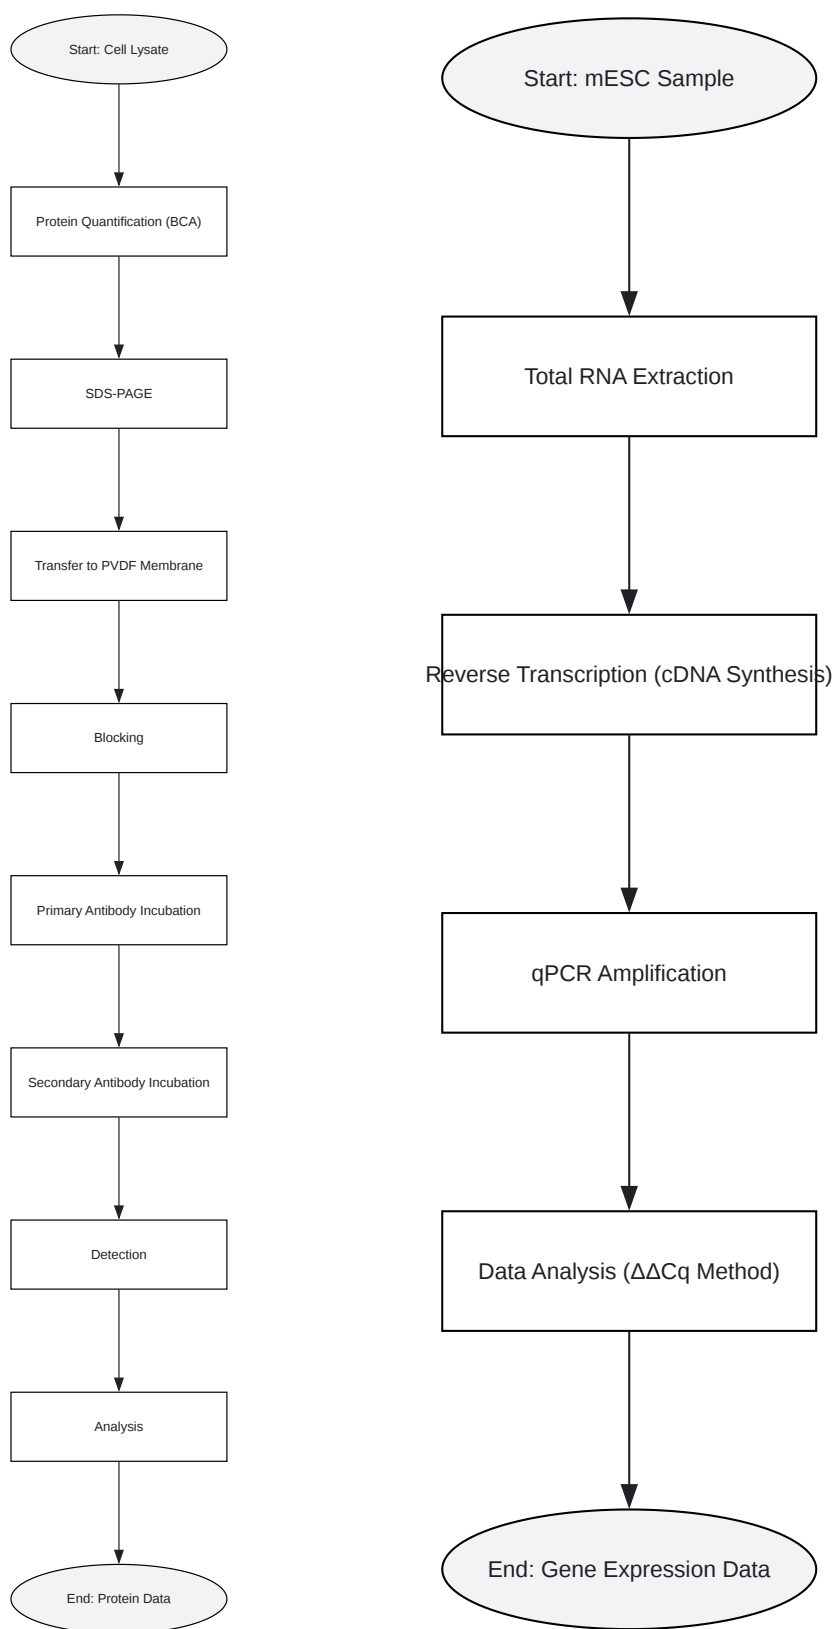 Start: Cell Lysate
Protein Quantification (BCA)
SDS-PAGE
Transfer to PVDF Membrane
Blocking
Primary Antibody Incubation
Secondary Antibody Incubation
Detection
Analysis
End: Protein Data
Start: mESC Sample
Total RNA Extraction
Reverse Transcription (cDNA Synthesis)
qPCR Amplification
Data Analysis (ΔΔCq Method)
End: Gene Expression Data